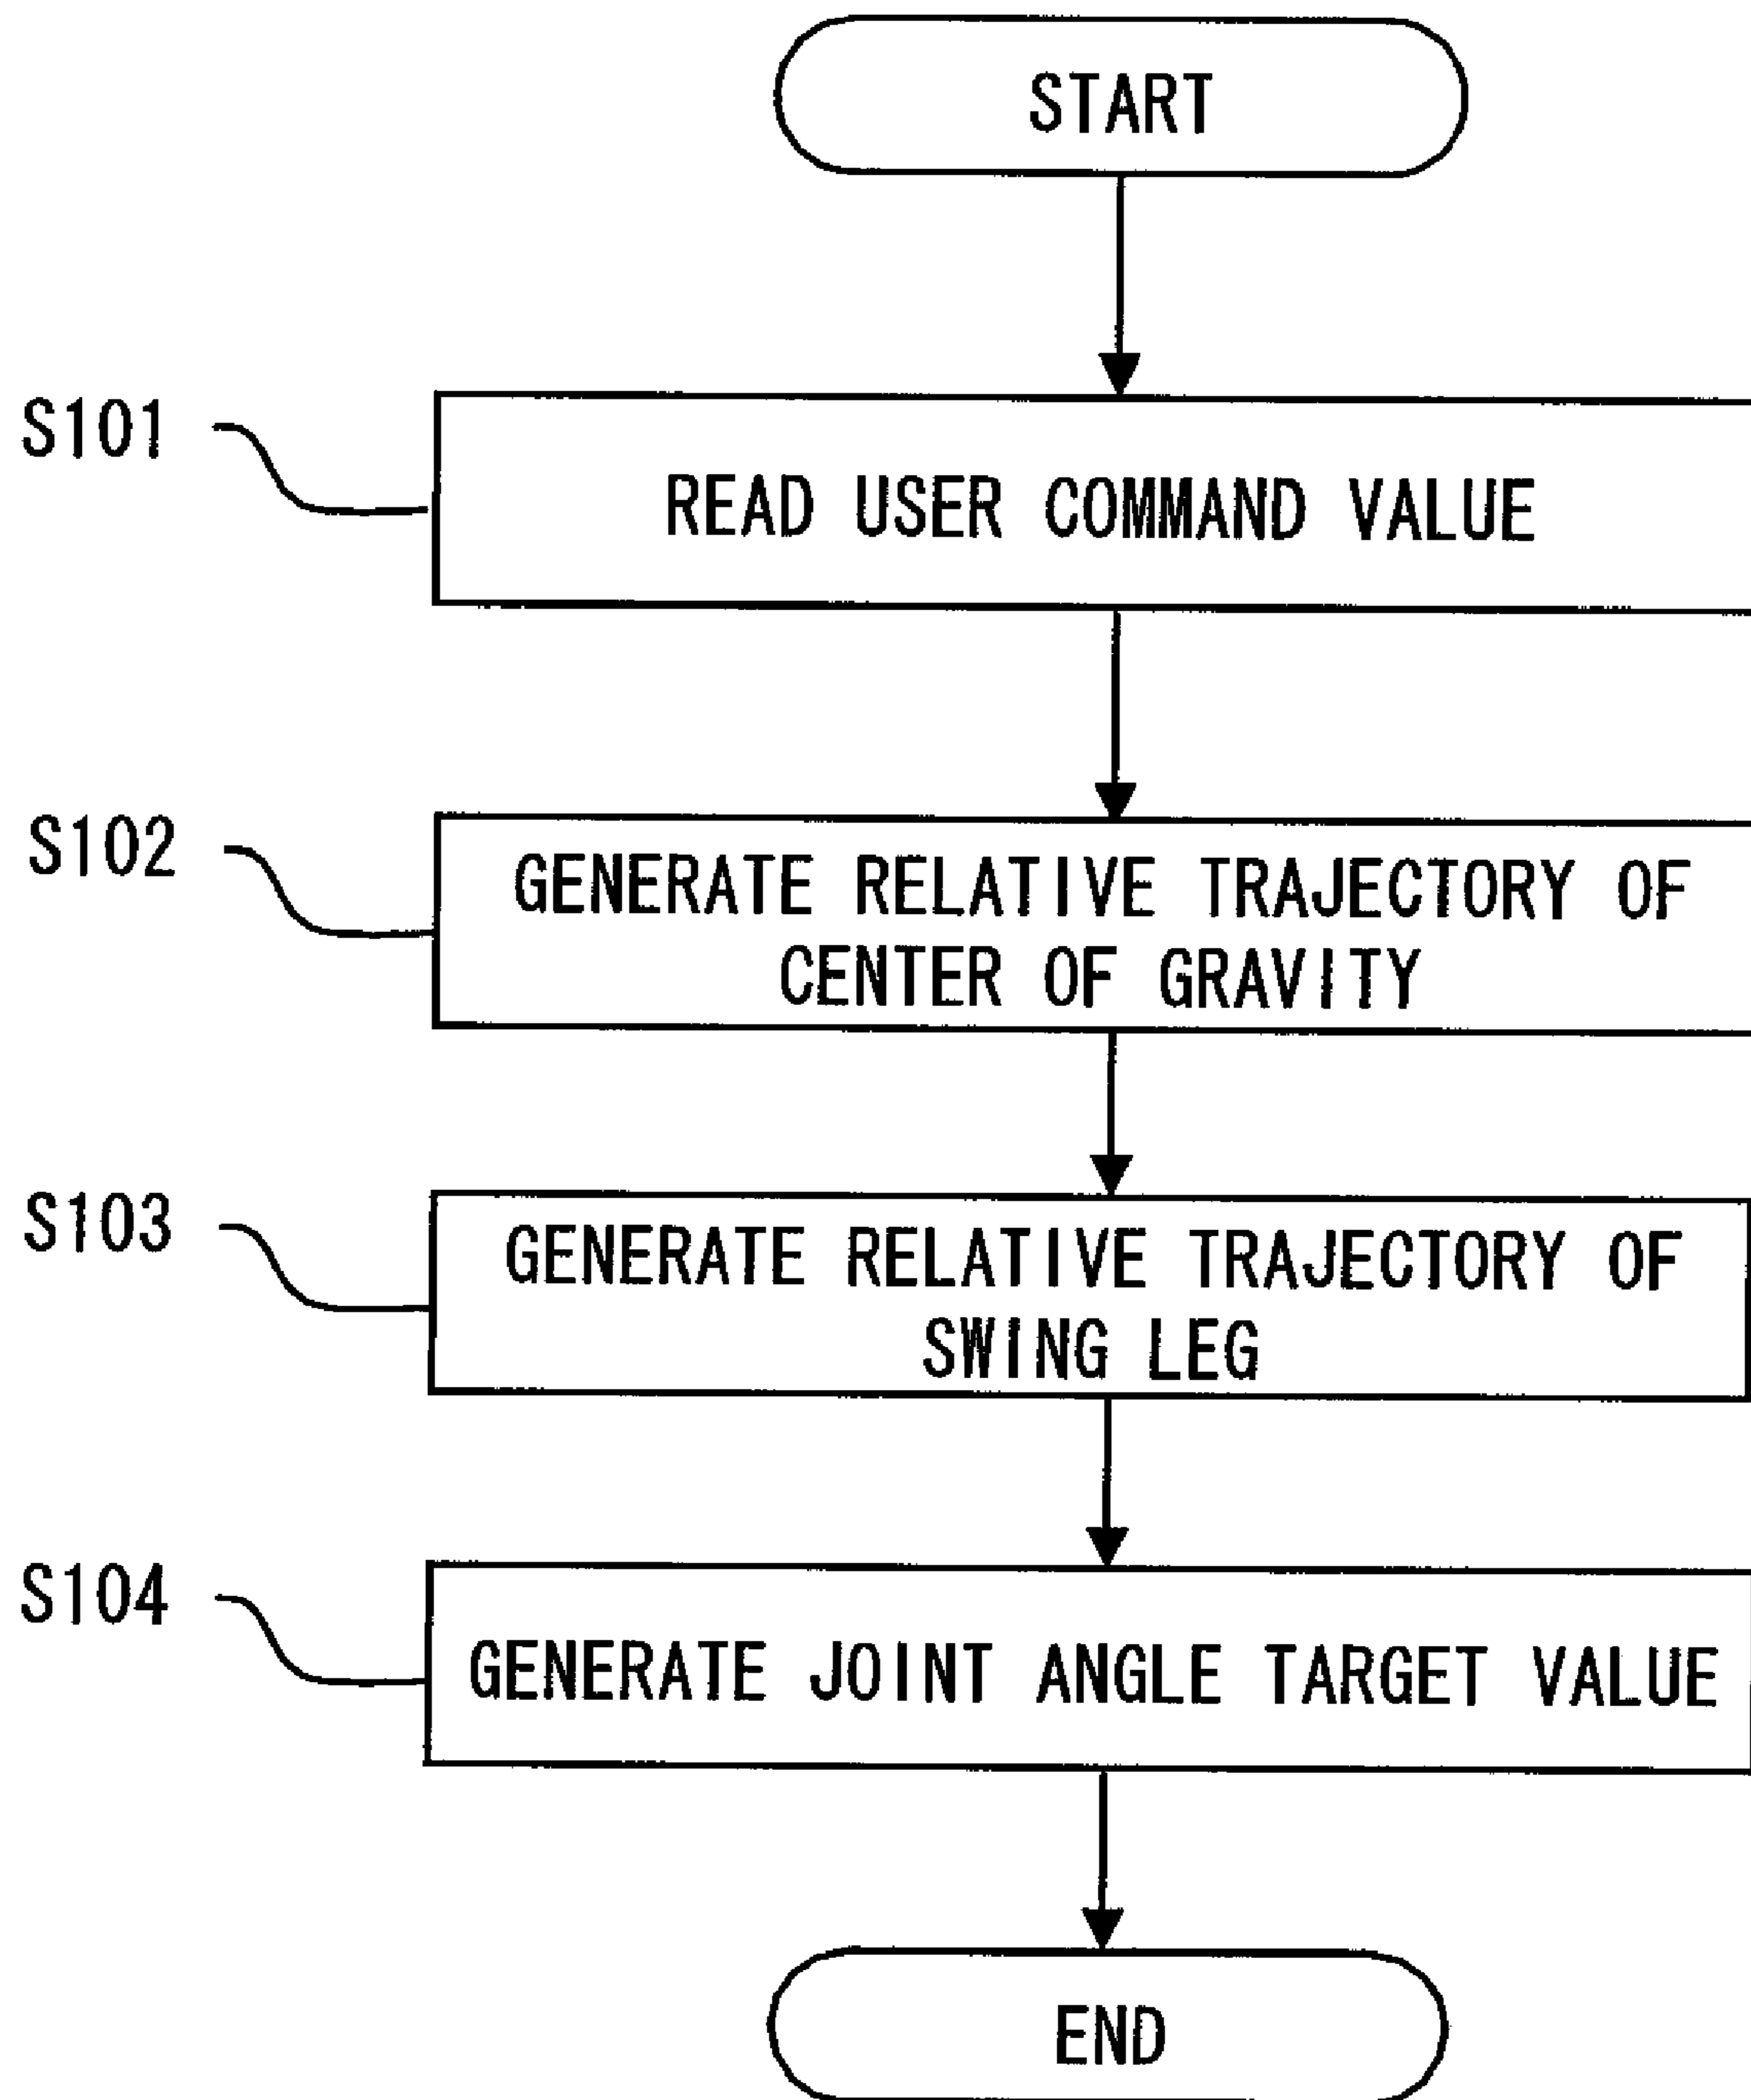 START
S101
READ USER COMMAND VALUE
S102
GENERATE RELATIVE TRAJECTORY OF
CENTER OF GRAVITY
S103
GENERATE RELATIVE TRAJECTORY OF
SWING LEG
S104
GENERATE JOINT ANGLE TARGET VALUE
END